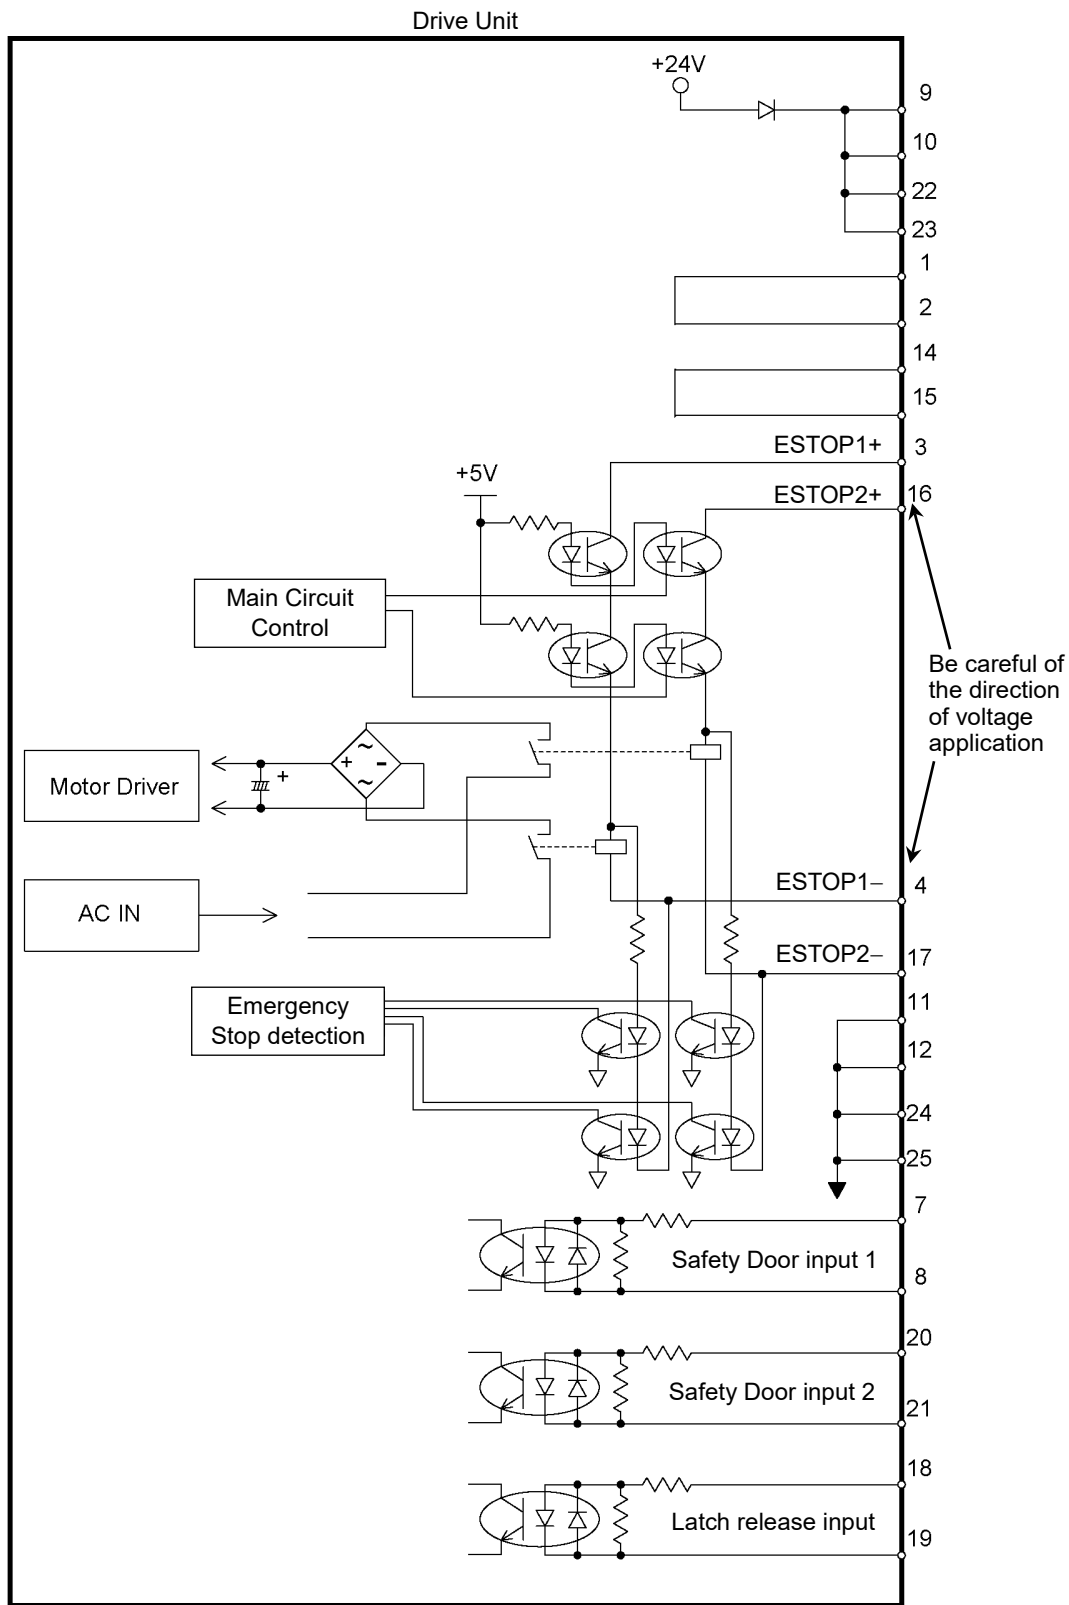 Drive Unit
+24V
9
10
22
23
1
2
14
15
ESTOP1+ 3
+5V
ESTOP2+ 16
Main Circuit
Control
Be careful of
the direction
of voltage
application
~
+ -
~
+
Motor Driver
ESTOP1− 4
AC IN
ESTOP2− 17
Emergency
Stop detection
11
12
24
25
7
Safety Door input 1
8
20
Safety Door input 2
21
18
Latch release input
19